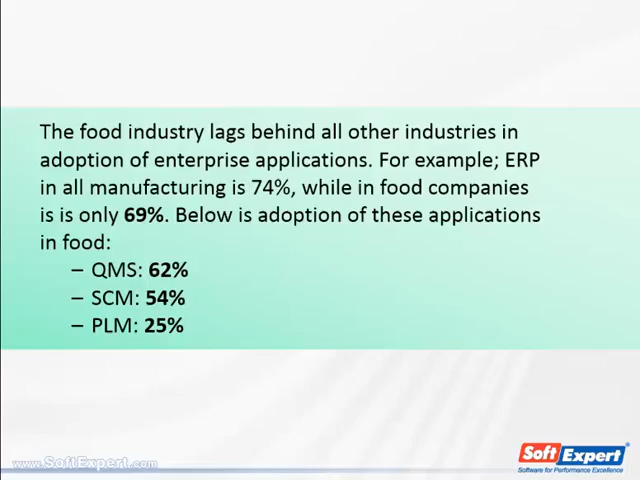 The food industry lags behind all other industries in
adoption of enterprise applications. For example; ERP
in all manufacturing is 74%, while in food companies
is is only 69%. Below is adoption of these applications
in food:
– QMS: 62%
– SCM: 54%
– PLM: 25%
www.SoftExpert.com
Soft Expert®
Software for Performance Excellence